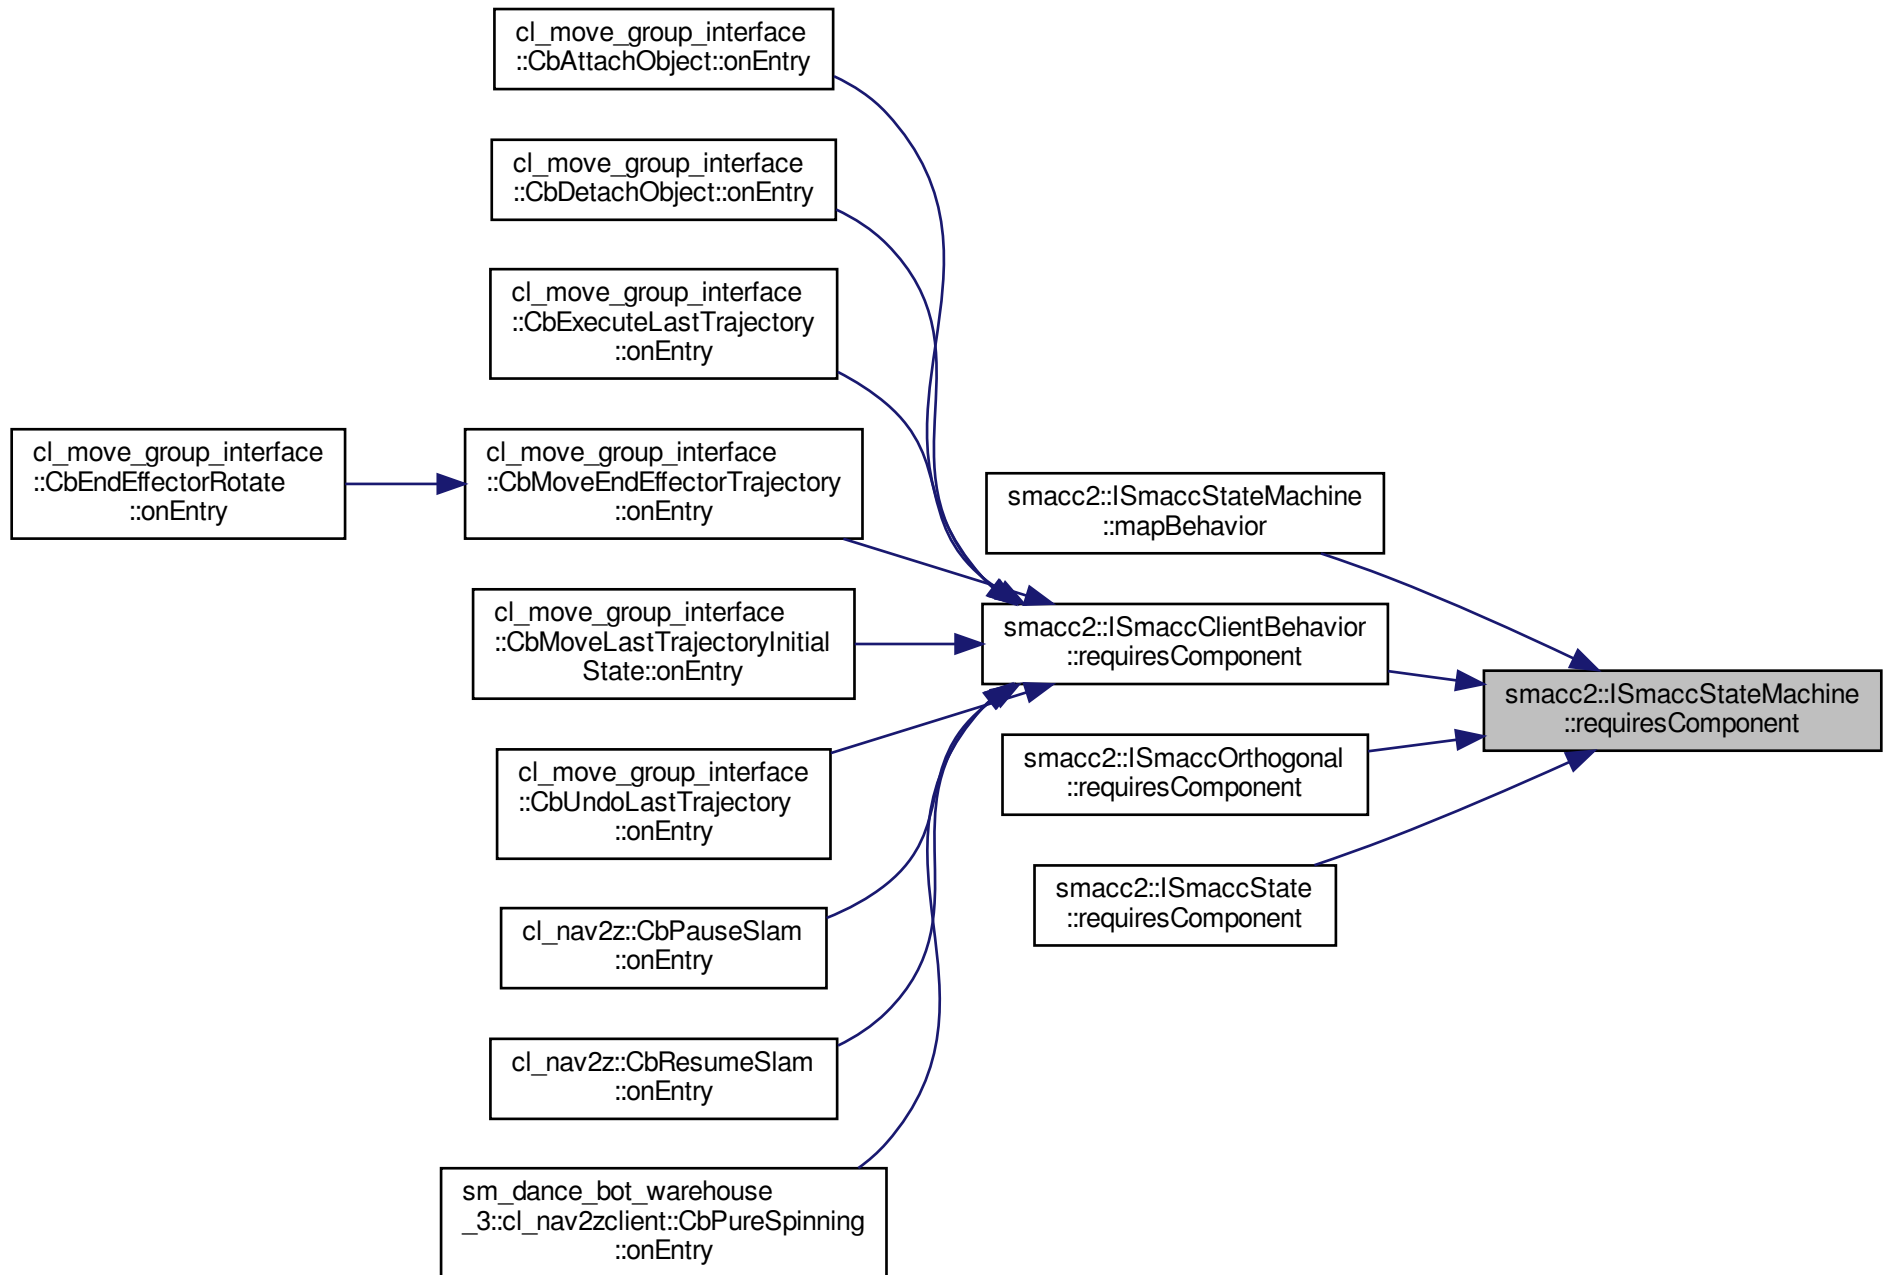 cl_move_group_interface
::CbAttachObject::onEntry
cl_move_group_interface
::CbDetachObject::onEntry
cl_move_group_interface
::CbExecuteLastTrajectory
::onEntry
cl_move_group_interface
::CbEndEffectorRotate
::onEntry
cl_move_group_interface
::CbMoveEndEffectorTrajectory
::onEntry
cl_move_group_interface
::CbMoveLastTrajectoryInitial
State::onEntry
cl_move_group_interface
::CbUndoLastTrajectory
::onEntry
cl_nav2z::CbPauseSlam
::onEntry
cl_nav2z::CbResumeSlam
::onEntry
sm_dance_bot_warehouse
_3::cl_nav2zclient::CbPureSpinning
::onEntry
smacc2::ISmaccStateMachine
::mapBehavior
smacc2::ISmaccClientBehavior
::requiresComponent
smacc2::ISmaccOrthogonal
::requiresComponent
smacc2::ISmaccState
::requiresComponent
smacc2::ISmaccStateMachine
::requiresComponent